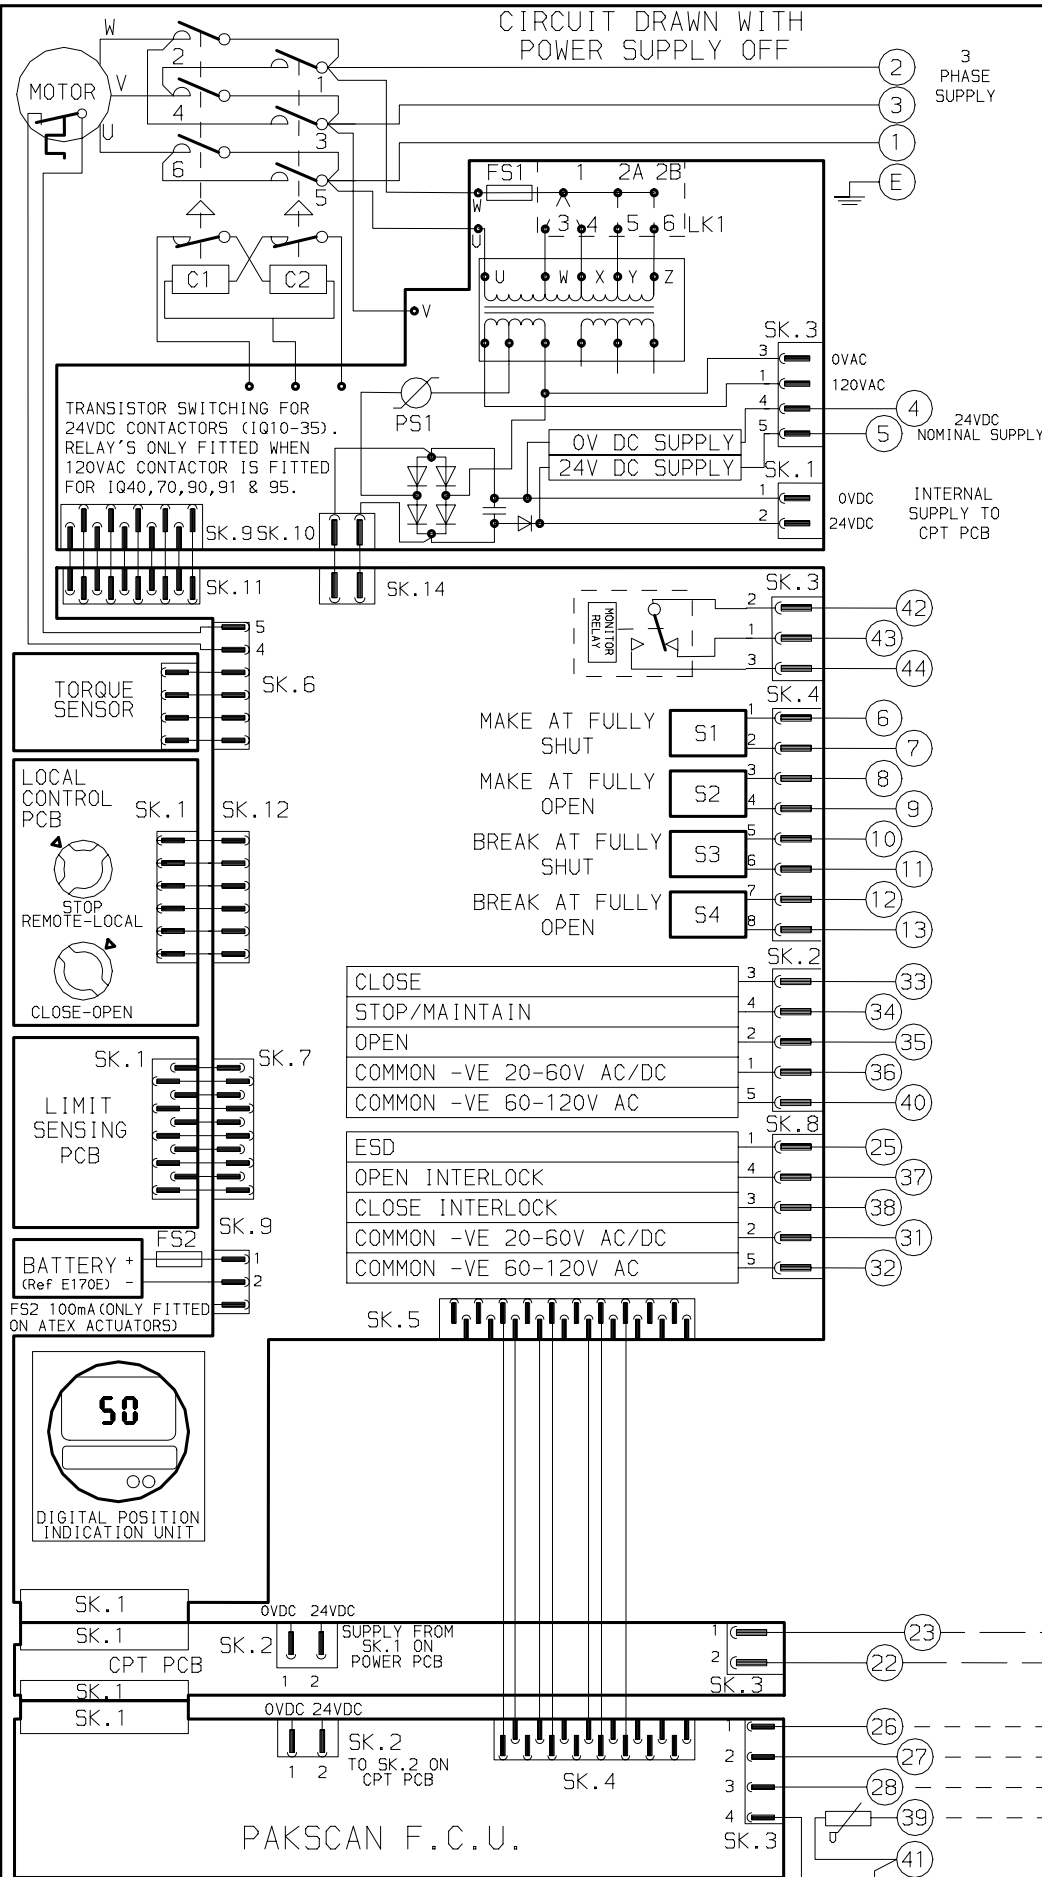 CIRCUIT DRAWN WITH
POWER SUPPLY OFF
W
2
1
2
3
PHASE
SUPPLY
MOTOR
V
4
3
3
U
6
5
1
E
FS1
1
2A 2B
W
3 4 5 6 LK1
U
C1
C2
U W X Y Z
V
SK.3
3 0VAC
1 120VAC
PS1
4 4
5 5
24VDC
NOMINAL SUPPLY
TRANSISTOR SWITCHING FOR
24VDC CONTACTORS (IQ10-35).
RELAY'S ONLY FITTED WHEN
120VAC CONTACTOR IS FITTED
FOR IQ40,70,90,91 & 95.
0V DC SUPPLY
24V DC SUPPLY
SK.1
1 0VDC
2 24VDC
INTERNAL
SUPPLY TO
CPT PCB
SK.9 SK.10
SK.11
SK.14
SK.3
MONITOR
RELAY
2 42
1 43
3 44
5
4
SK.6
TORQUE
SENSOR
SK.4
MAKE AT FULLY
SHUT
S1
1 6
2 7
MAKE AT FULLY
OPEN
S2
3 8
4 9
BREAK AT FULLY
SHUT
S3
5 10
6 11
BREAK AT FULLY
OPEN
S4
7 12
8 13
LOCAL
CONTROL
PCB
SK.1
SK.12
STOP
REMOTE-LOCAL
CLOSE-OPEN
SK.2
CLOSE 3 33
STOP/MAINTAIN 4 34
OPEN 2 35
COMMON -VE 20-60V AC/DC 1 36
COMMON -VE 60-120V AC 5 40
SK.8
ESD 1 25
OPEN INTERLOCK 4 37
CLOSE INTERLOCK 3 38
COMMON -VE 20-60V AC/DC 2 31
COMMON -VE 60-120V AC 5 32
SK.1
SK.7
LIMIT
SENSING
PCB
SK.9
FS2
BATTERY +
(Ref E170E) -
1
2
FS2 100mA(ONLY FITTED
ON ATEX ACTUATORS)
SK.5
50
DIGITAL POSITION
INDICATION UNIT
SK.1
SK.1
0VDC 24VDC
SK.2
1 2
SUPPLY FROM
SK.1 ON
POWER PCB
CPT PCB
1 23
2 22
SK.3
SK.1
SK.1
0VDC 24VDC
SK.2
1 2
TO SK.2 ON
CPT PCB
SK.4
1 26
2 27
3 28
4 39
U
SK.3
41
PAKSCAN F.C.U.